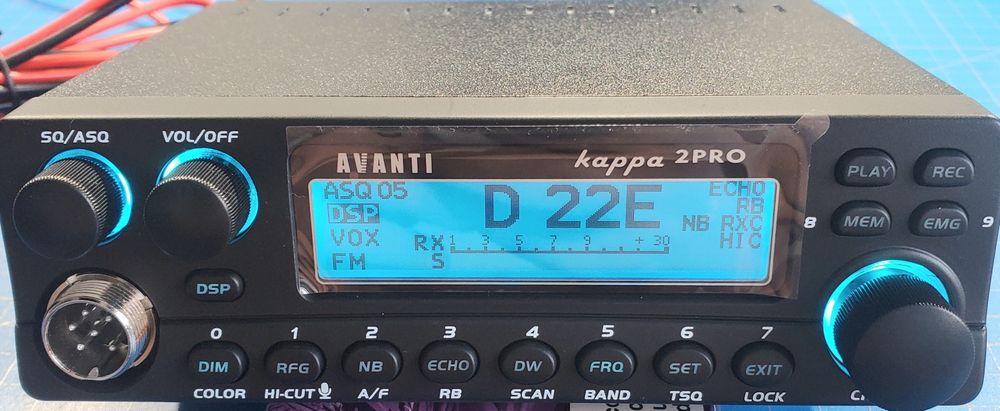 SQ/ASQ
VOL/OFF
AVANTI
kappa 2PRO
PLAY
REC
ASQ 05
D 22E
ECHO
DSP
RB
8
MEM
EMG
9
VOX
NB RXC
RX 1 3 5 7 9 + 30
HIC
FM
S
DSP
0
1
2
3
4
5
6
7
DIM
RFG
NB
ECHO
DW
FRQ
SET
EXIT
COLOR
HI-CUT
A/F
RB
SCAN
BAND
TSQ
LOCK